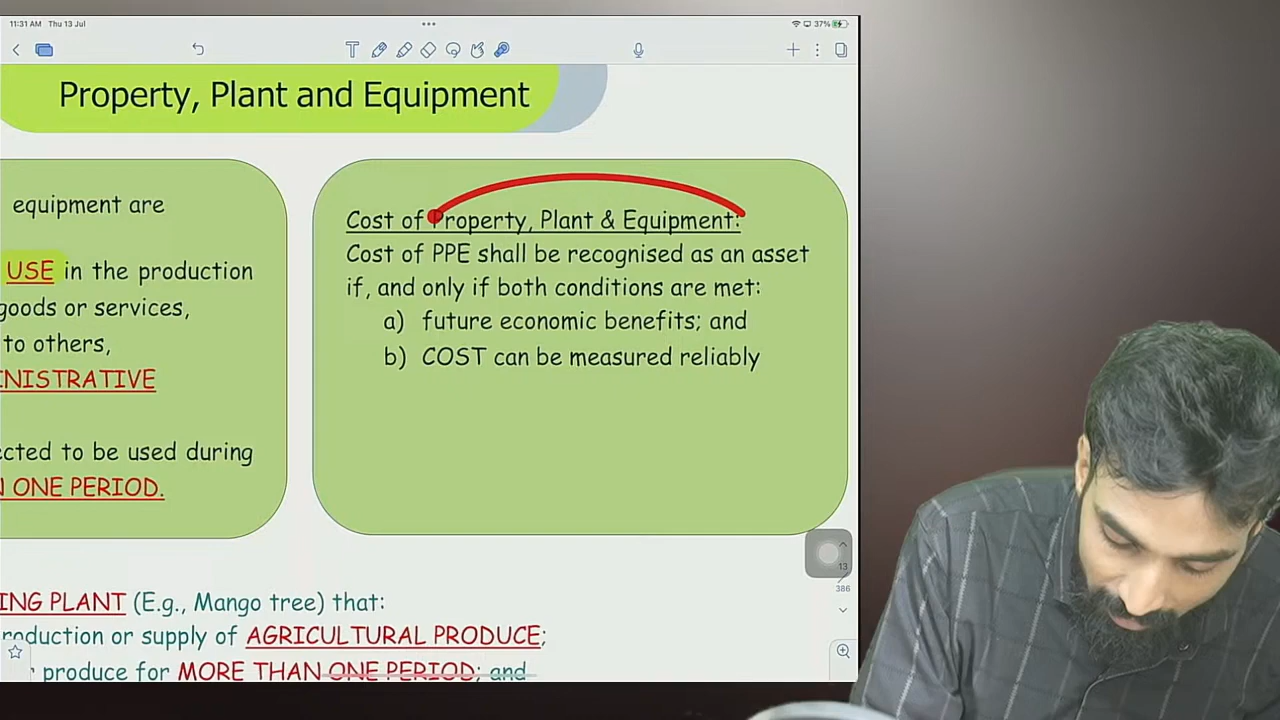 11:31 AM Thu 13 Jul
37%
Property, Plant and Equipment
equipment are
USE in the production
goods or services,
to others,
INISTRATIVE
ected to be used during
N ONE PERIOD.
Cost of Property, Plant & Equipment:
Cost of PPE shall be recognised as an asset
if, and only if both conditions are met:
a) future economic benefits; and
b) COST can be measured reliably
13
386
ING PLANT (E.g., Mango tree) that:
roduction or supply of AGRICULTURAL PRODUCE;
r produce for MORE THAN ONE PERIOD; and